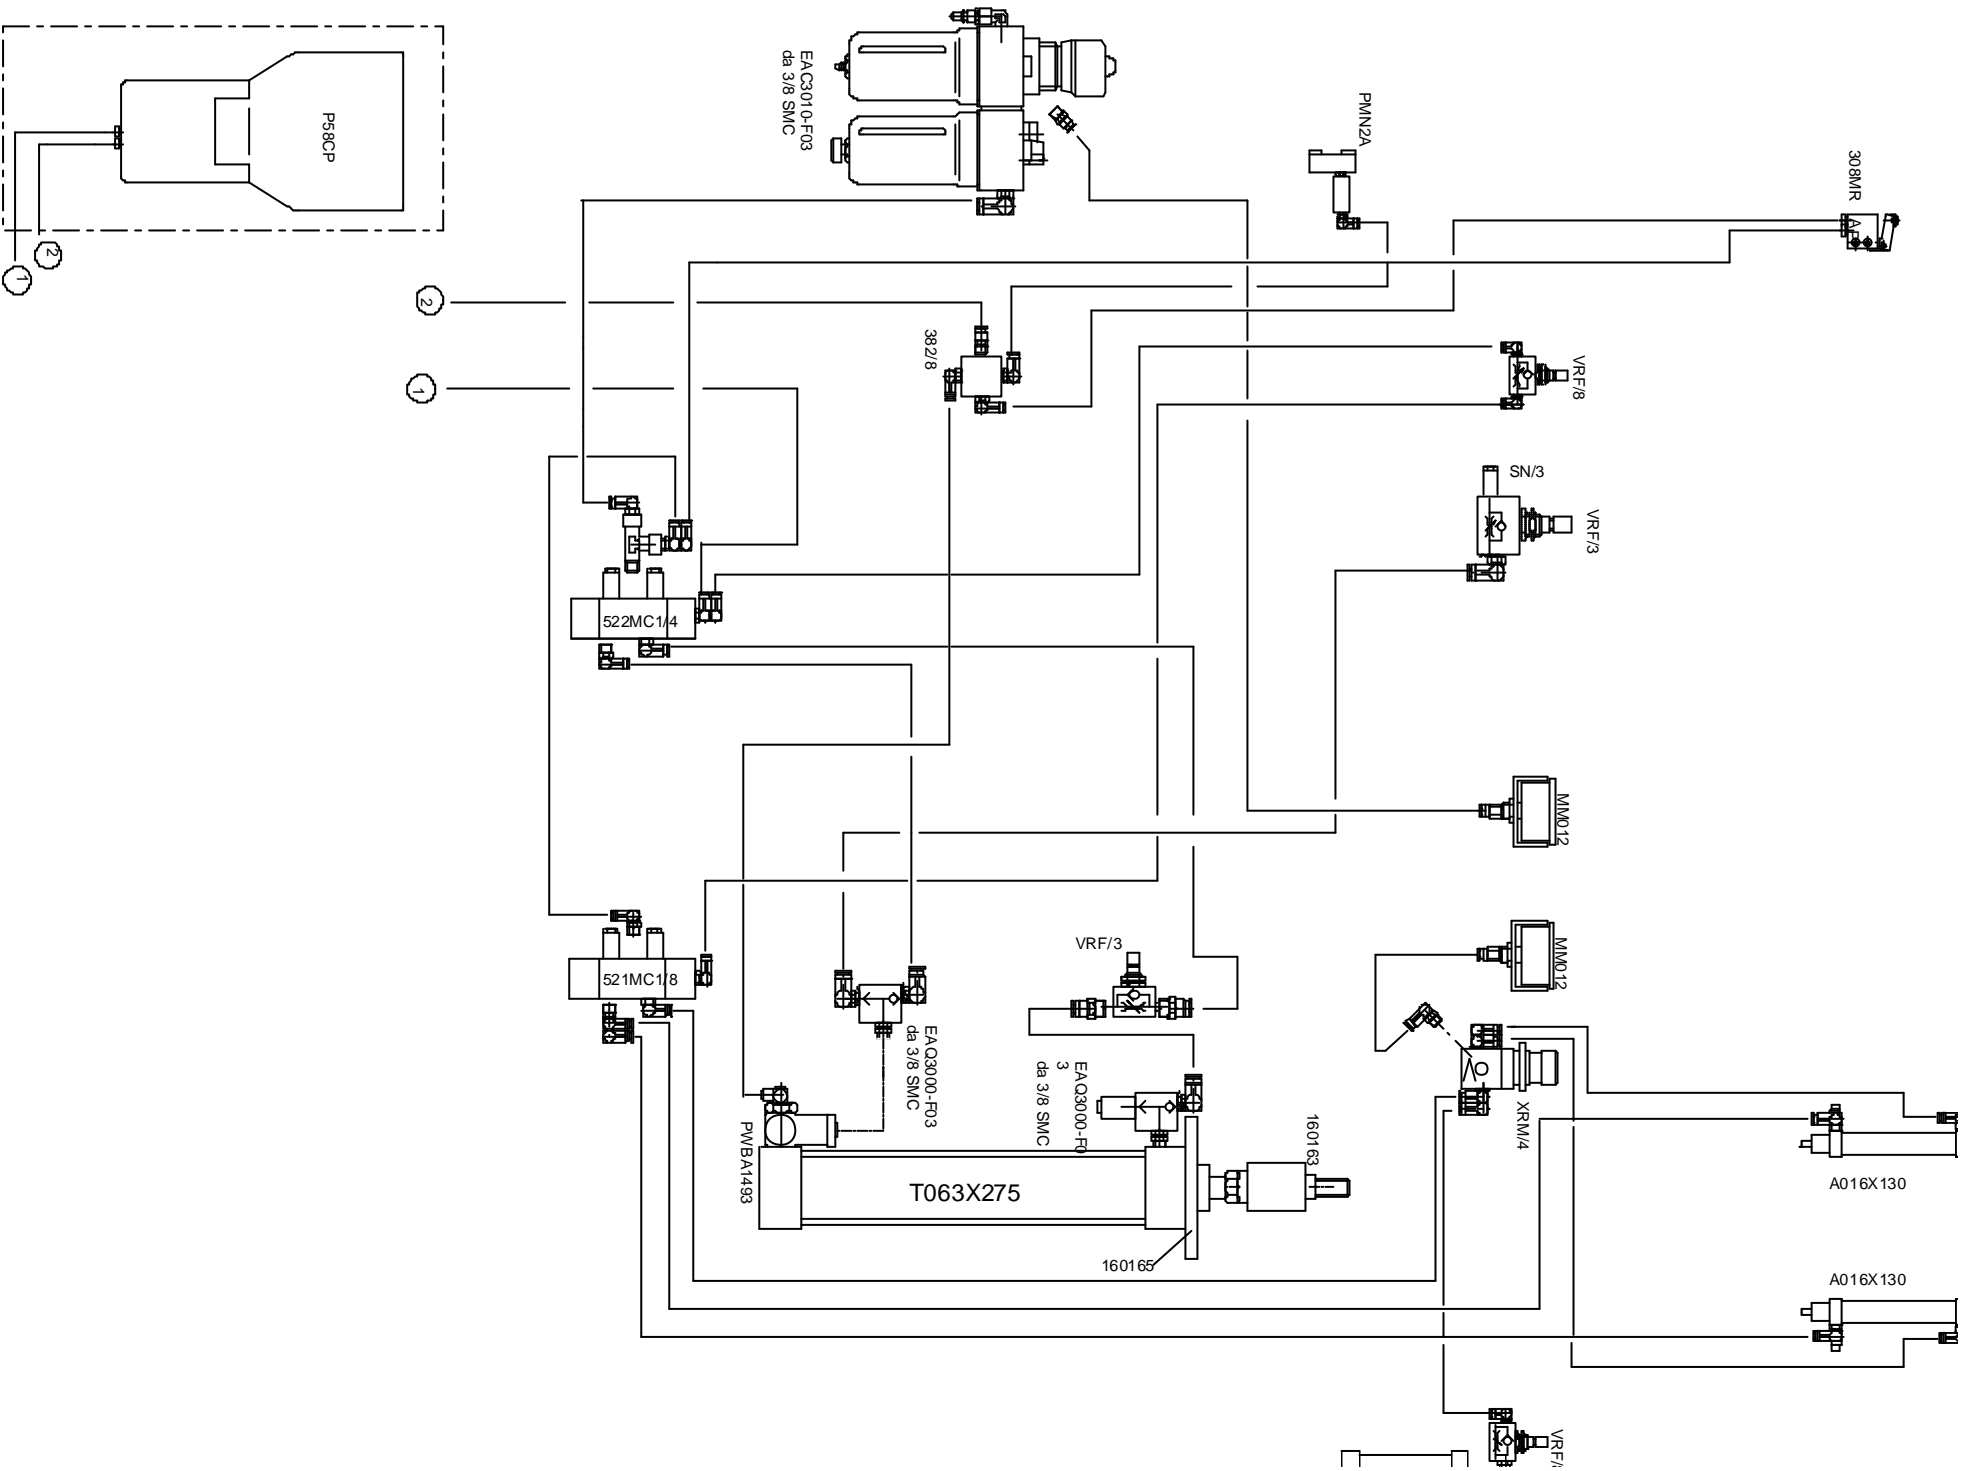 P58CP
2
1
EAC3010-F03
da 3/8 SMC
PMN2A
308MR
A
2
382/8
1
VRF/8
SN/3
VRF/3
522MC1/4
MM012
521MC1/8
VRF/3
MM012
EAQ3000-F03
da 3/8 SMC
EAQ3000-F0
3
da 3/8 SMC
XRM/4
160163
PWBA1493
T063X275
160165
A016X130
A016X130